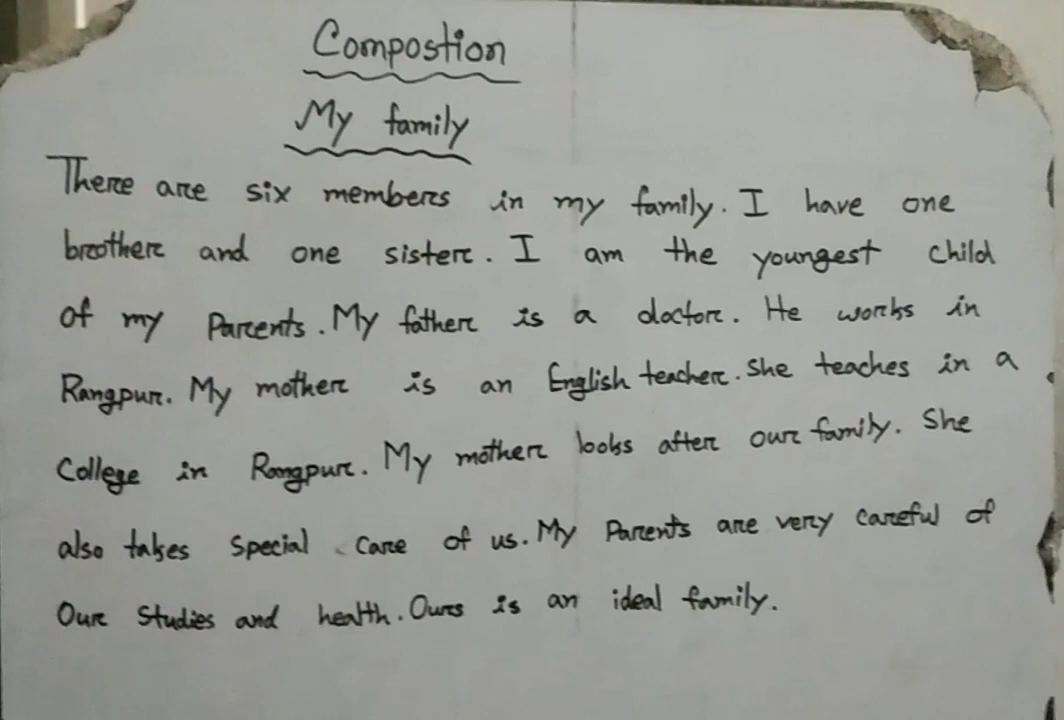 Compostion
My family
There are six members in my family. I have one
brother and one sister. I am the youngest child
of my Parents. My father is a doctor. He works in
Rangpur. My mother is an English teacher. She teaches in a
College in Rangpur. My mother looks after our family. She
also takes special care of us. My Parents are very careful of
Our Studies and health. Ours is an ideal family.